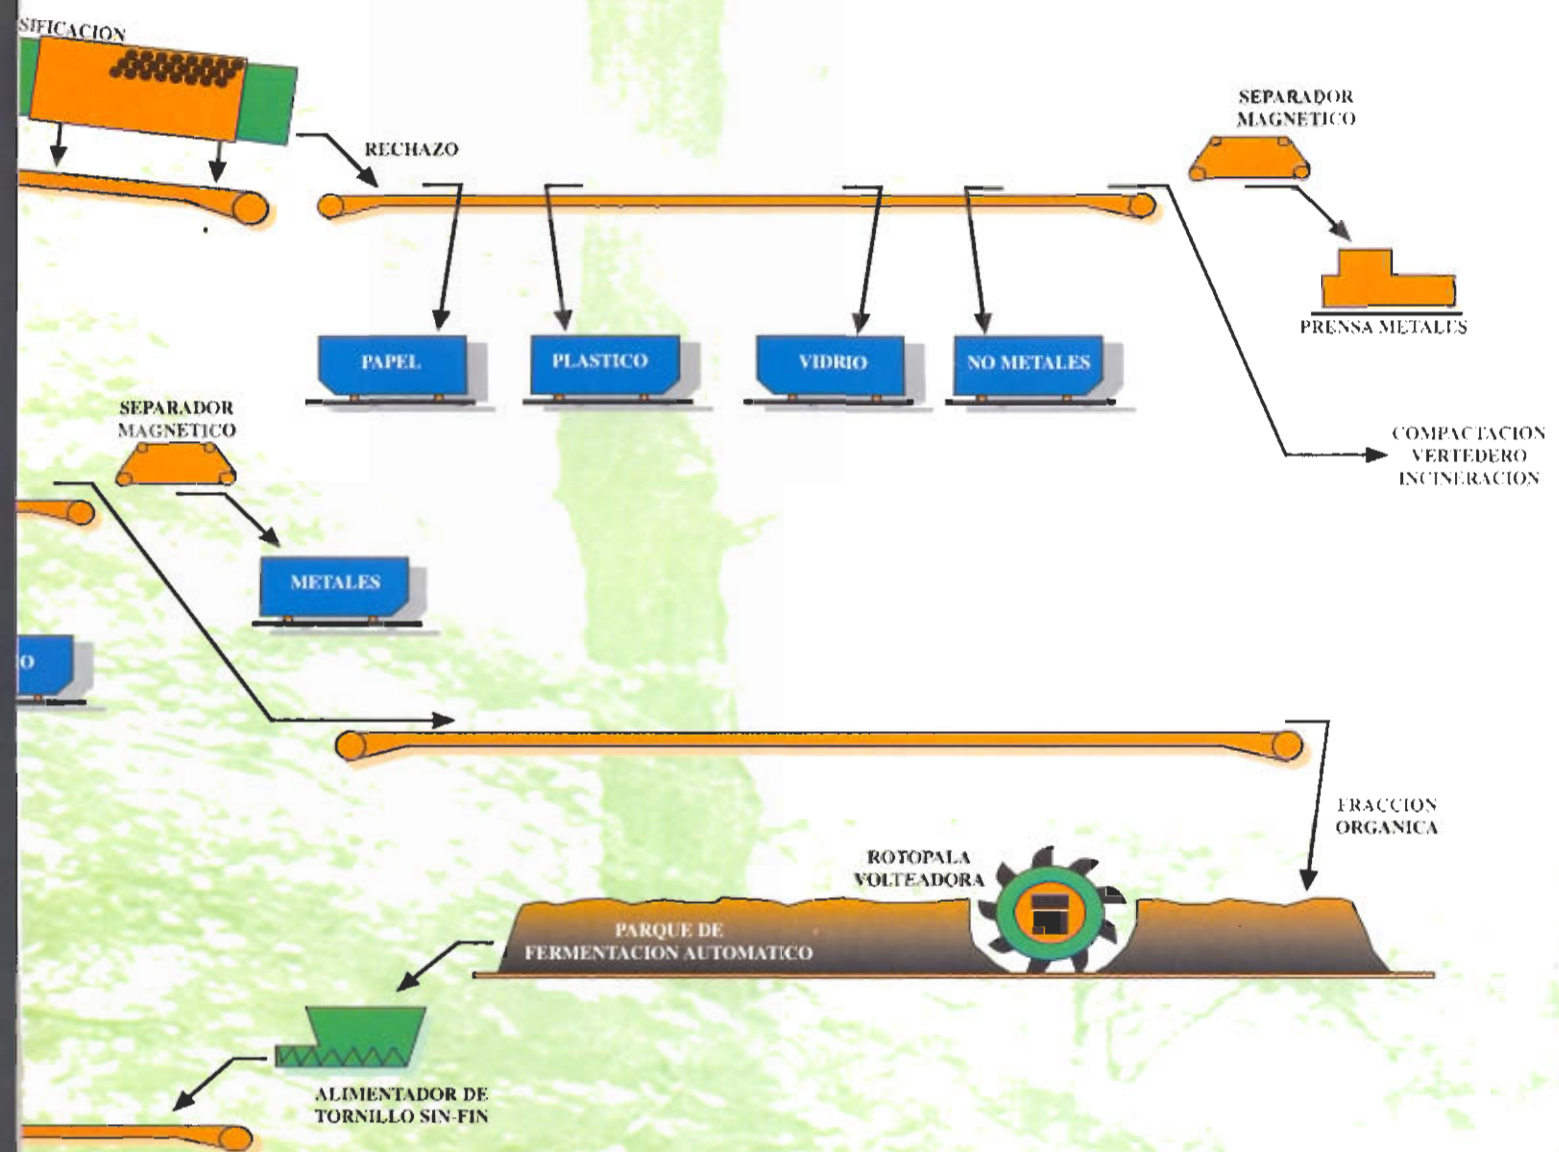 SIFICACION
SEPARADOR
MAGNETICO
RECHAZO
PRENSA METALES
PAPEL
PLASTICO
VIDRIO
NO METALES
SEPARADOR
MAGNETICO
COMPACTACION
VERTEDERO
INCINERACION
METALES
O
FRACCION
ORGANICA
ROTOPALA
VOLTEADORA
PARQUE DE
FERMENTACION AUTOMATICO
ALIMENTADOR DE
TORNILLO SIN-FIN